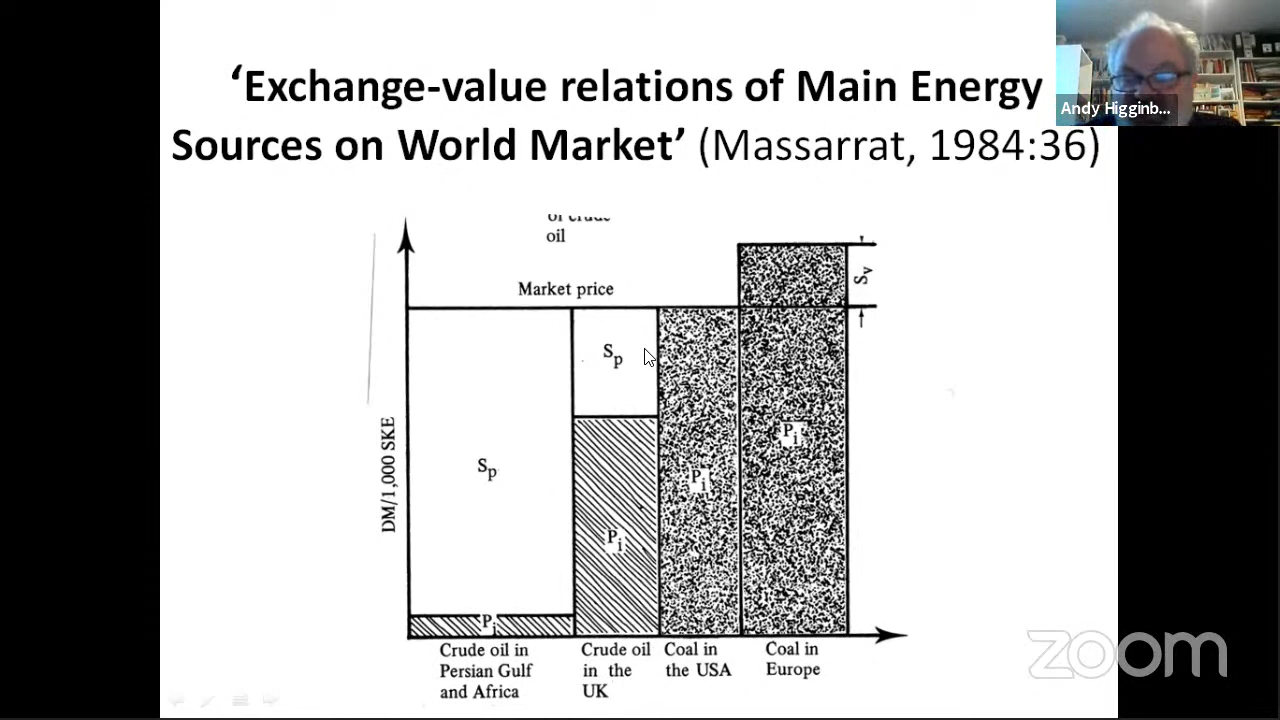 ‘Exchange-value relations of Main Energy
Sources on World Market’ (Massarrat, 1984:36)
Andy Higginb...
of crude
oil
Market price
Sv
Sp
Sp
Pi
Pi
Pi
Pi
DM/1,000 SKE
Crude oil in
Persian Gulf
and Africa
Crude oil
in the
UK
Coal in
the USA
Coal in
Europe
zoom